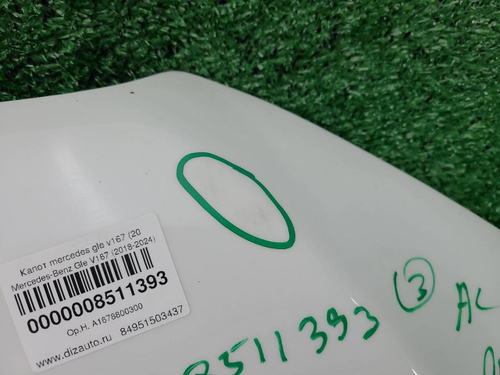 Капот mercedes gle v167 (20
Mercedes-Benz Gle V167 (2018-2024)
0000008511393
Ор.Н. A1678800300
www.dizauto.ru 84951503437
8511393 (3) AC